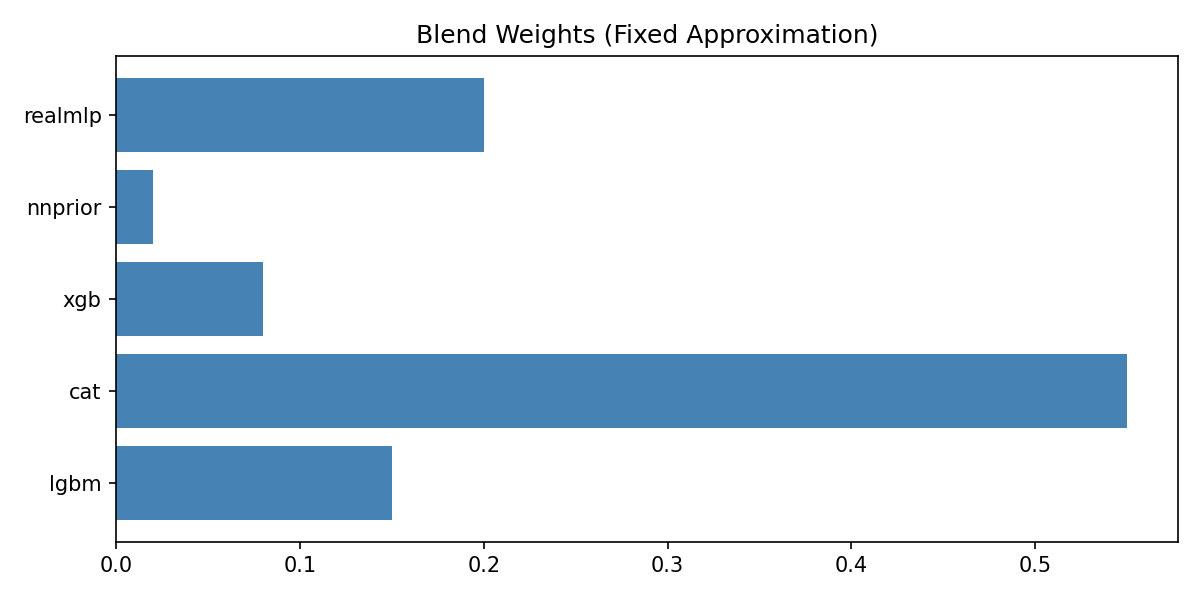 Blend Weights (Fixed Approximation)
realmlp
nnprior
xgb
cat
lgbm
0.0 0.1 0.2 0.3 0.4 0.5